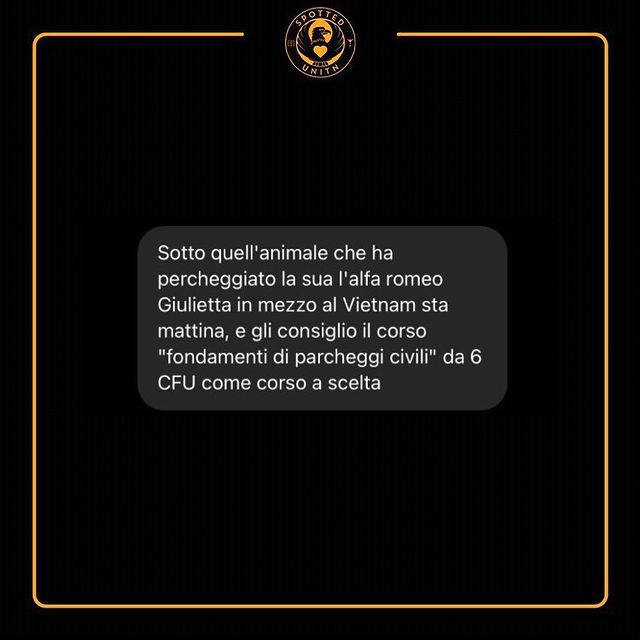 SPOTTED
UNITN
Sotto quell'animale che ha
percheggiato la sua l'alfa romeo
Giulietta in mezzo al Vietnam sta
mattina, e gli consiglio il corso
"fondamenti di parcheggi civili" da 6
CFU come corso a scelta